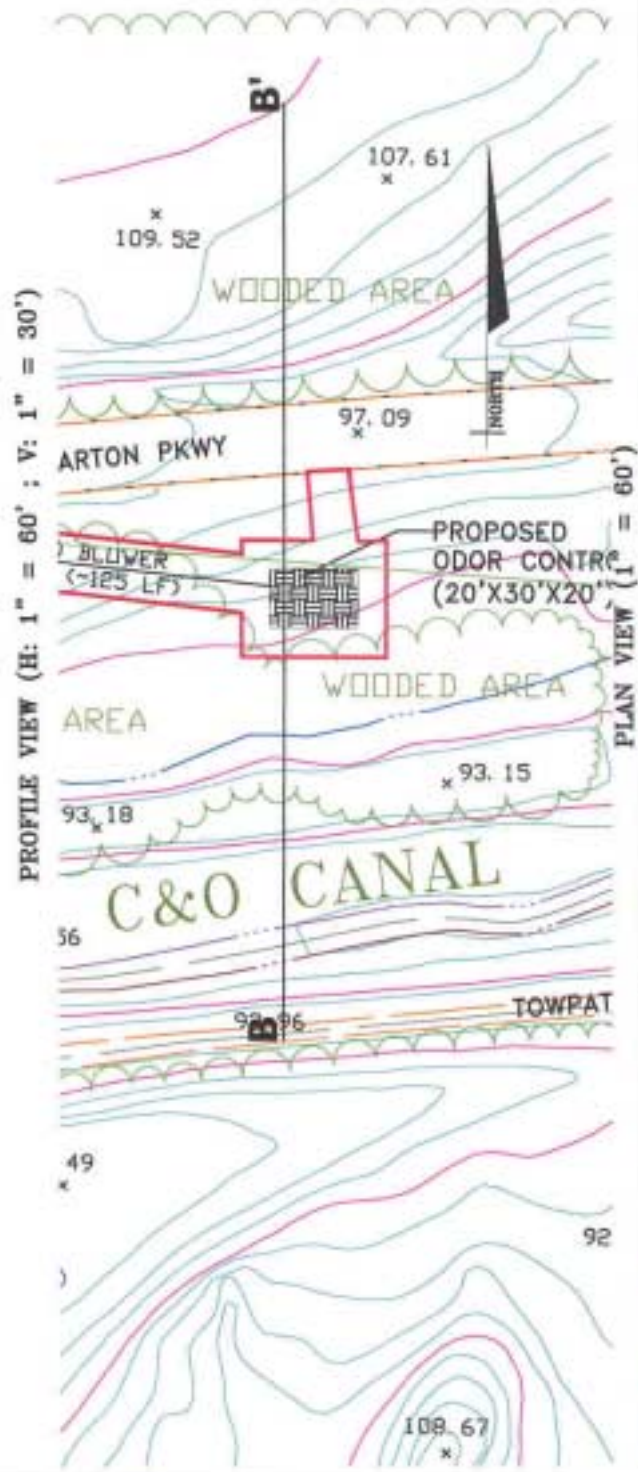 B'
107.61
109.52
WOODED AREA
97.09
ARTON PKWY
PROPOSED
ODOR CONTR
(20'X30'X20'
BLOWER
(~125 LF)
WOODED AREA
AREA
93.15
93.18
C&O CANAL
56
TOWPAT
B
49
92
108.67
PROFILE VIEW (H: 1" = 60' ; V: 1" = 30')
PLAN VIEW (1" = 60')